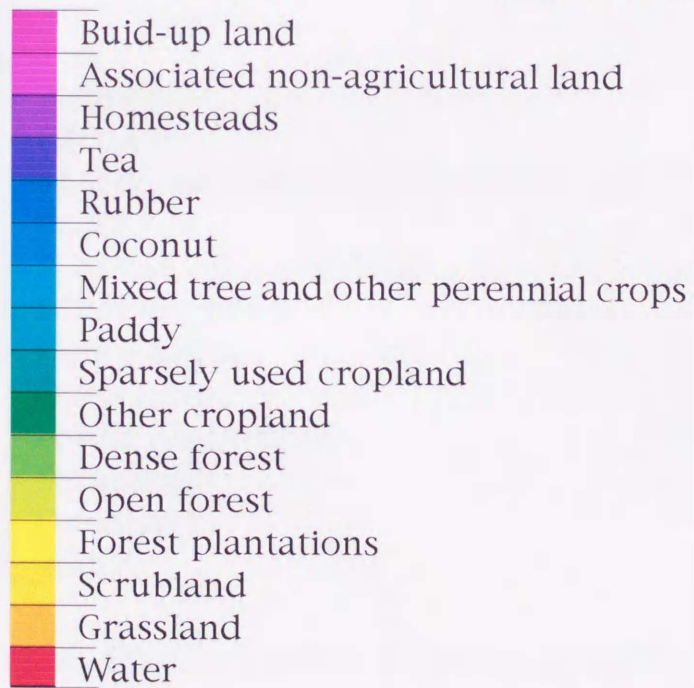 Buid-up land
Associated non-agricultural land
Homesteads
Tea
Rubber
Coconut
Mixed tree and other perennial crops
Paddy
Sparsely used cropland
Other cropland
Dense forest
Open forest
Forest plantations
Scrubland
Grassland
Water